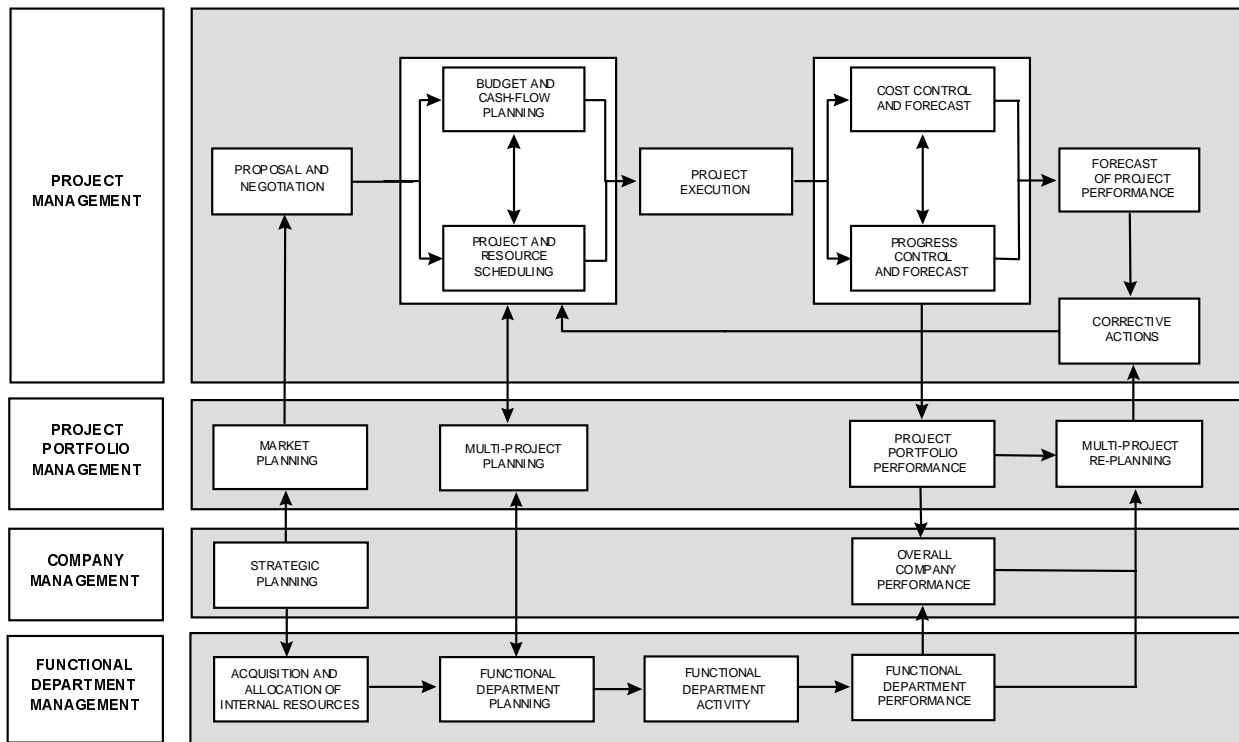 PROJECT
MANAGEMENT
BUDGET AND
CASH-FLOW
PLANNING
COST CONTROL
AND FORECAST
PROPOSAL AND
NEGOTIATION
PROJECT
EXECUTION
FORECAST
OF PROJECT
PERFORMANCE
PROJECT AND
RESOURCE
SCHEDULING
PROGRESS
CONTROL
AND FORECAST
CORRECTIVE
ACTIONS
PROJECT
PORTFOLIO
MANAGEMENT
MARKET
PLANNING
MULTI-PROJECT
PLANNING
PROJECT
PORTFOLIO
PERFORMANCE
MULTI-PROJECT
RE-PLANNING
COMPANY
MANAGEMENT
STRATEGIC
PLANNING
OVERALL
COMPANY
PERFORMANCE
FUNCTIONAL
DEPARTMENT
MANAGEMENT
ACQUISITION AND
ALLOCATION OF
INTERNAL RESOURCES
FUNCTIONAL
DEPARTMENT
PLANNING
FUNCTIONAL
DEPARTMENT
ACTIVITY
FUNCTIONAL
DEPARTMENT
PERFORMANCE